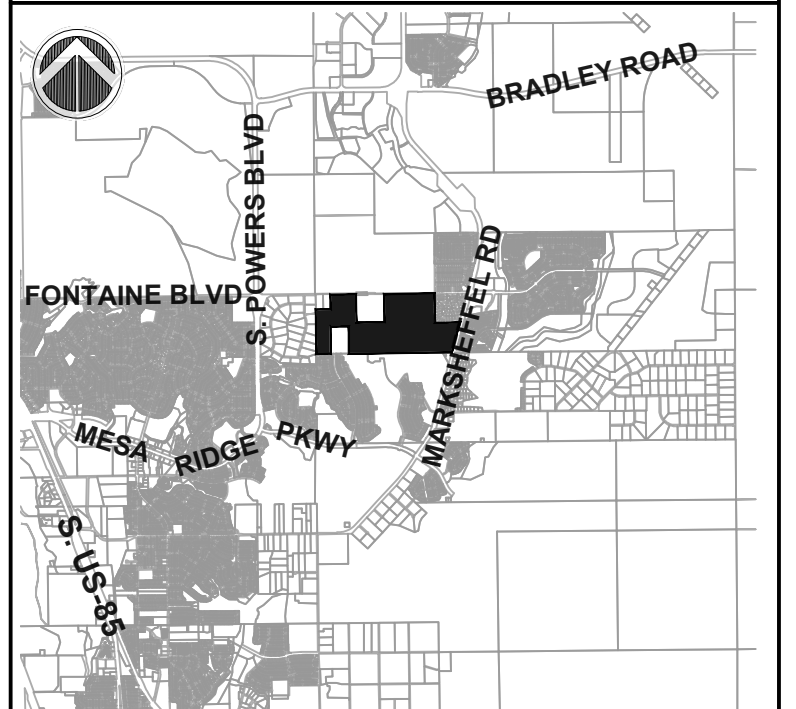 BRADLEY ROAD
S. POWERS BLVD
FONTAINE BLVD
MARKSHEFFEL RD
MESA RIDGE PKWY
S. US-85